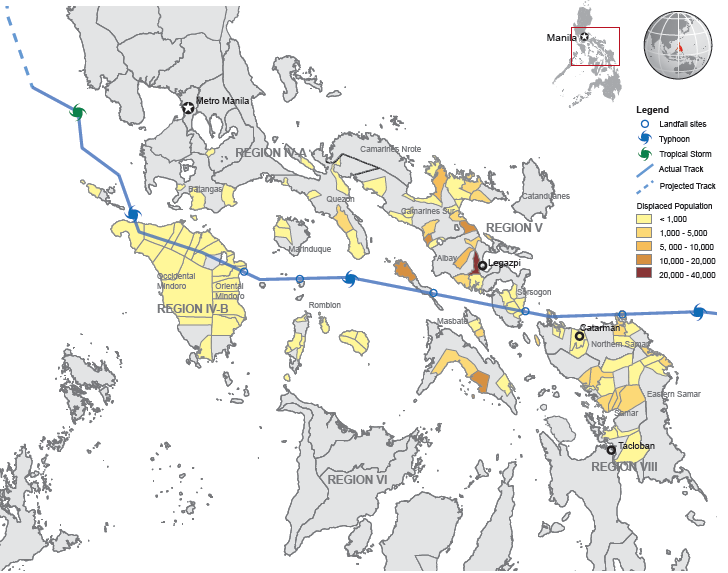 Manila
Metro Manila
REGION IV-A
Camarines Nrote
Batangas
Quezon
Catanduanes
Camarines Sur
REGION V
Marinduque
Albay
Legazpi
Occidental
Mindoro
Oriental
Mindoro
Sorsogon
REGION IV-B
Rombion
Masbate
Catarman
Northern Samar
Eastern Samar
Samar
Tacloban
REGION VIII
REGION VI
Legend
Landfall sites
Typhoon
Tropical Storm
Actual Track
Projected Track
Displaced Population
< 1,000
1,000 - 5,000
5, 000 - 10,000
10,000 - 20,000
20,000 - 40,000